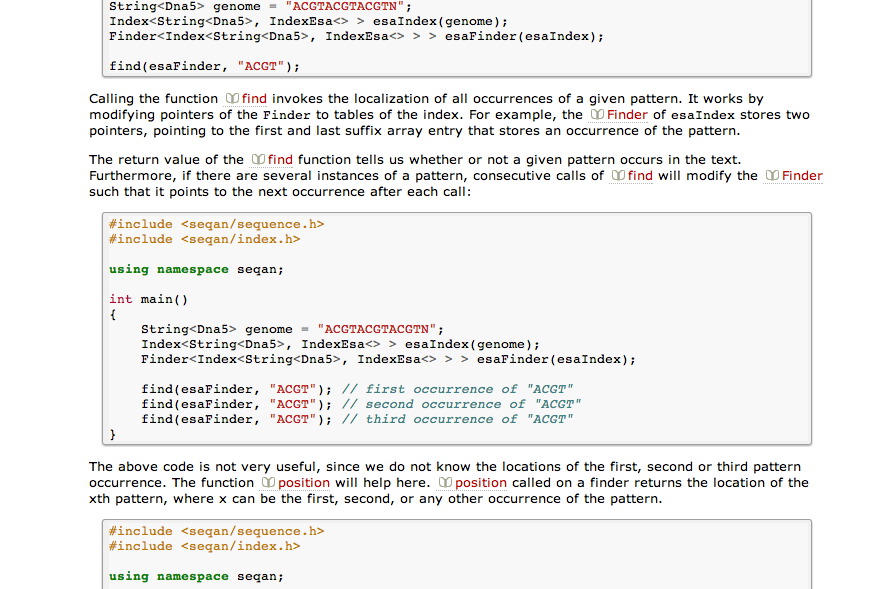 String<Dna5> genome = "ACGTACGTACGTN";
Index<String<Dna5>, IndexEsa<> > esaIndex(genome);
Finder<Index<String<Dna5>, IndexEsa<> > > esaFinder(esaIndex);
find(esaFinder, "ACGT");
Calling the function find invokes the localization of all occurrences of a given pattern. It works by
modifying pointers of the Finder to tables of the index. For example, the Finder of esaIndex stores two
pointers, pointing to the first and last suffix array entry that stores an occurrence of the pattern.
The return value of the find function tells us whether or not a given pattern occurs in the text.
Furthermore, if there are several instances of a pattern, consecutive calls of find will modify the Finder
such that it points to the next occurrence after each call:
#include <seqan/sequence.h>
#include <seqan/index.h>
using namespace seqan;
int main()
{
String<Dna5> genome = "ACGTACGTACGTN";
Index<String<Dna5>, IndexEsa<> > esaIndex(genome);
Finder<Index<String<Dna5>, IndexEsa<> > > esaFinder(esaIndex);
find(esaFinder, "ACGT"); // first occurrence of "ACGT"
find(esaFinder, "ACGT"); // second occurrence of "ACGT"
find(esaFinder, "ACGT"); // third occurrence of "ACGT"
}
The above code is not very useful, since we do not know the locations of the first, second or third pattern
occurrence. The function position will help here. position called on a finder returns the location of the
xth pattern, where x can be the first, second, or any other occurrence of the pattern.
#include <seqan/sequence.h>
#include <seqan/index.h>
using namespace seqan;